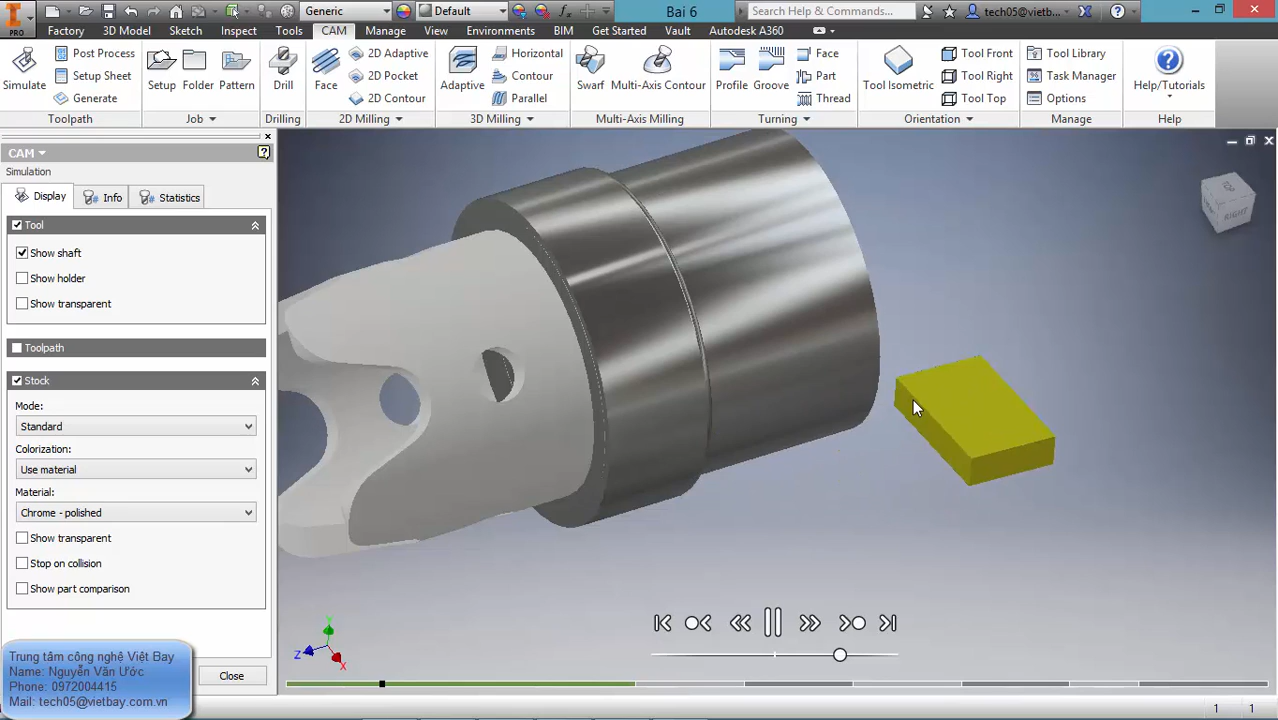 Generic
Default
Bai 6
Search Help & Commands...
tech05@vietb...
PRO
Factory
3D Model
Sketch
Inspect
Tools
CAM
Manage
View
Environments
BIM
Get Started
Vault
Autodesk A360
Simulate
Post Process
Setup Sheet
Generate
Toolpath
Setup
Folder
Pattern
Job
Drill
Drilling
Face
2D Adaptive
2D Pocket
2D Contour
2D Milling
Adaptive
Horizontal
Contour
Parallel
3D Milling
Swarf
Multi-Axis Contour
Multi-Axis Milling
Profile
Groove
Face
Part
Thread
Turning
Tool Isometric
Tool Front
Tool Right
Tool Top
Orientation
Tool Library
Task Manager
Options
Manage
Help/Tutorials
Help
CAM
Simulation
Display
Info
Statistics
Tool
Show shaft
Show holder
Show transparent
Toolpath
Stock
Mode:
Standard
Colorization:
Use material
Material:
Chrome - polished
Show transparent
Stop on collision
Show part comparison
Close
Trung tâm công nghệ Việt Bay
Name: Nguyễn Văn Ước
Phone: 0972004415
Mail: tech05@vietbay.com.vn
RIGHT
Y
Z
X
1
1